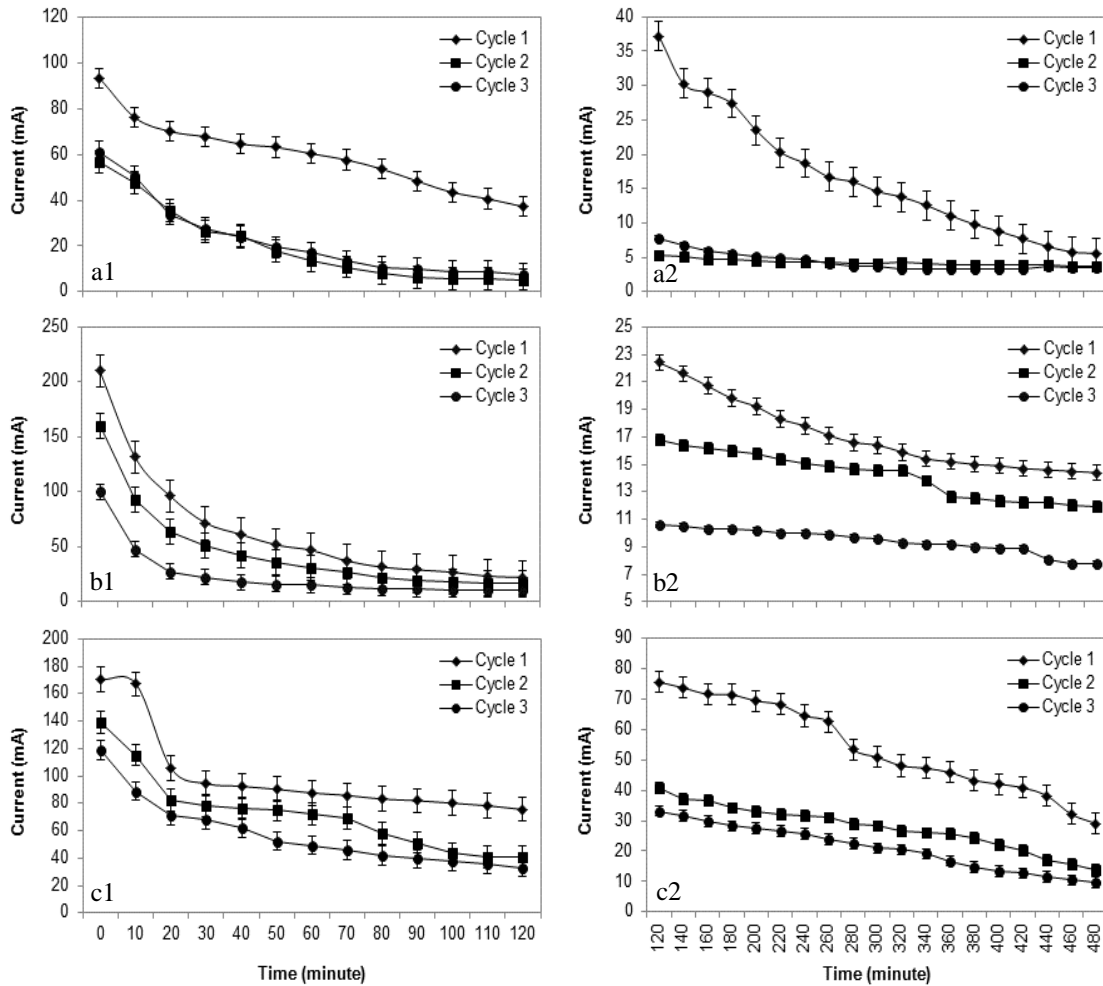 120
100
80
60
40
20
0
Current (mA)
Cycle 1
Cycle 2
Cycle 3
a1
40
35
30
25
20
15
10
5
0
Current (mA)
Cycle 1
Cycle 2
Cycle 3
a2
250
200
150
100
50
0
Current (mA)
Cycle 1
Cycle 2
Cycle 3
b1
25
23
21
19
17
15
13
11
9
7
5
Current (mA)
Cycle 1
Cycle 2
Cycle 3
b2
200
180
160
140
120
100
80
60
40
20
0
Current (mA)
Cycle 1
Cycle 2
Cycle 3
c1
0 10 20 30 40 50 60 70 80 90 100 110 120
Time (minute)
90
80
70
60
50
40
30
20
10
0
Current (mA)
Cycle 1
Cycle 2
Cycle 3
c2
120 140 160 180 200 220 240 260 280 300 320 340 360 380 400 420 440 460 480
Time (minute)